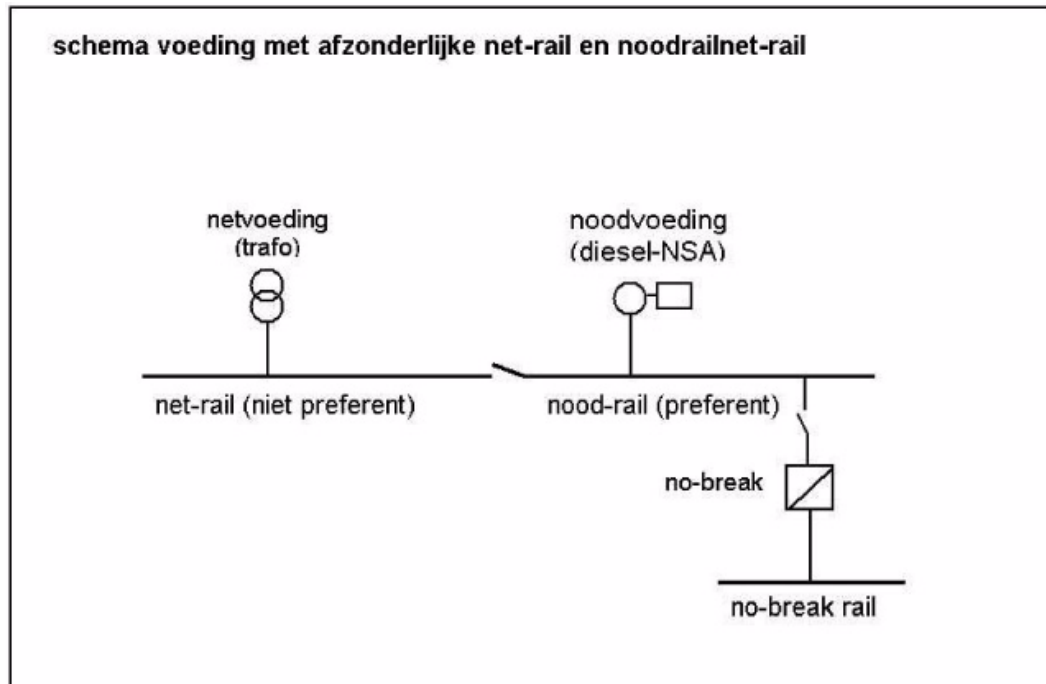 schema voeding met afzonderlijke net-rail en noodrailnet-rail
netvoeding
(trafo)
noodvoeding
(diesel-NSA)
net-rail (niet preferent)
nood-rail (preferent)
no-break
no-break rail